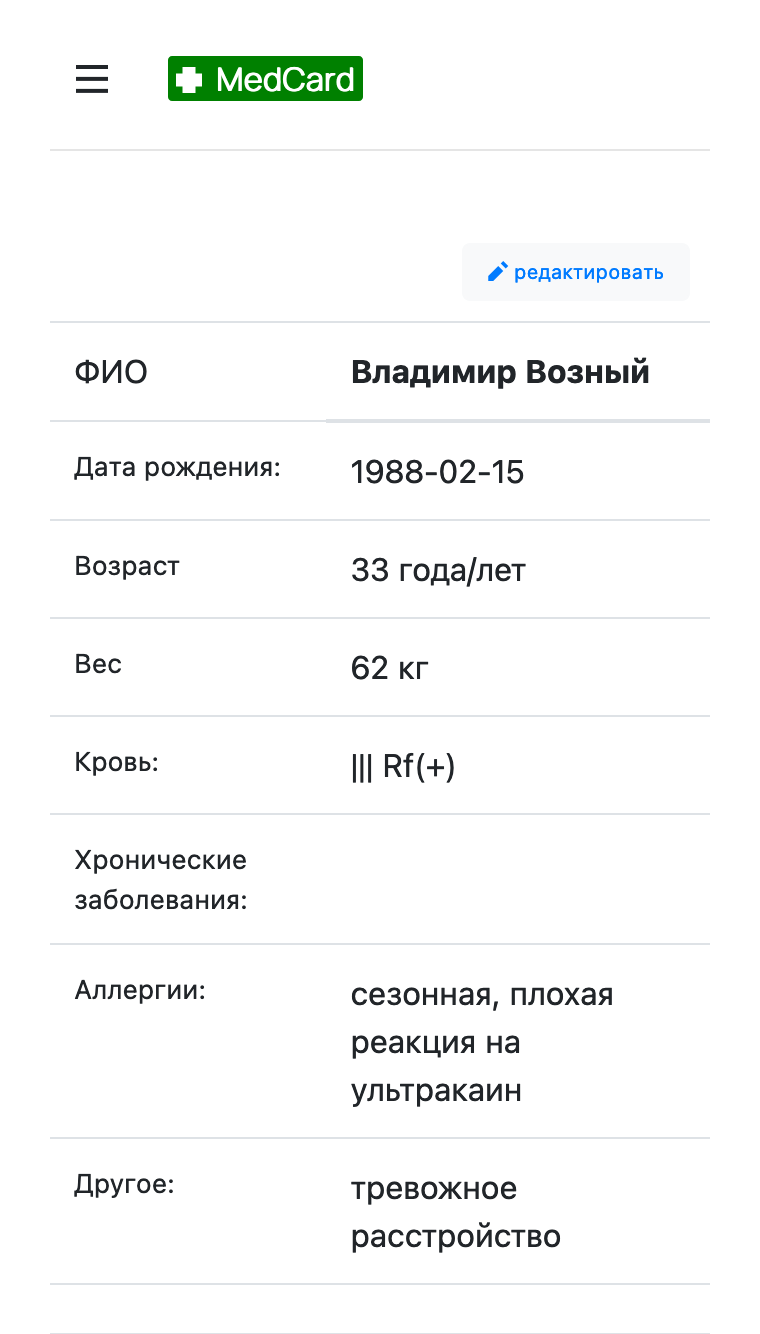 MedCard
редактировать
ФИО Владимир Возный
Дата рождения: 1988-02-15
Возраст 33 года/лет
Вес 62 кг
Кровь: ||| Rf(+)
Хронические
заболевания:
Аллергии: сезонная, плохая
реакция на
ультракаин
Другое: тревожное
расстройство